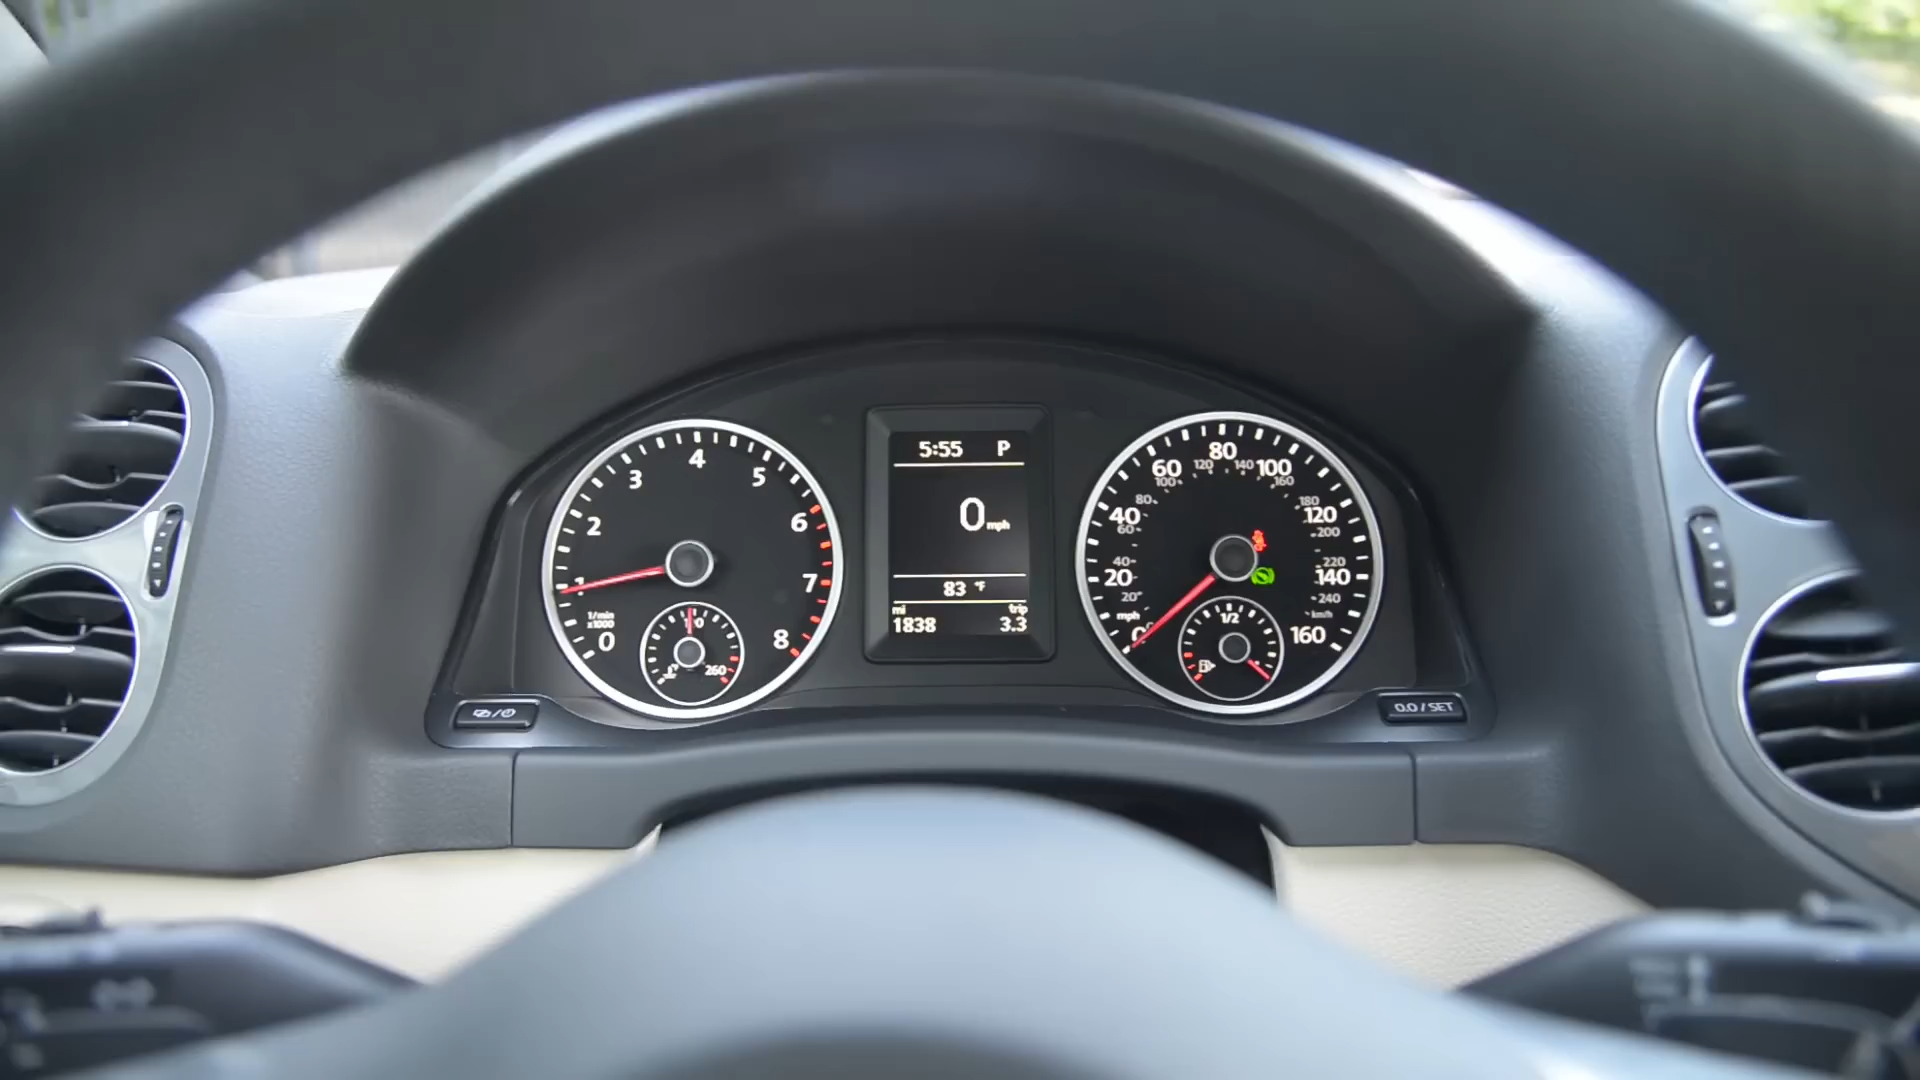 5:55 P
0 mph
83 °F
mi trip
1838 3.3
0 1 2 3 4 5 6 7 8
1/min
x1000
260
0 20 40 60 80 100 120 140 160
mph
20 40 60 80 100 120 140 160 180 200 220 240
km/h
1/2
0.0 / SET